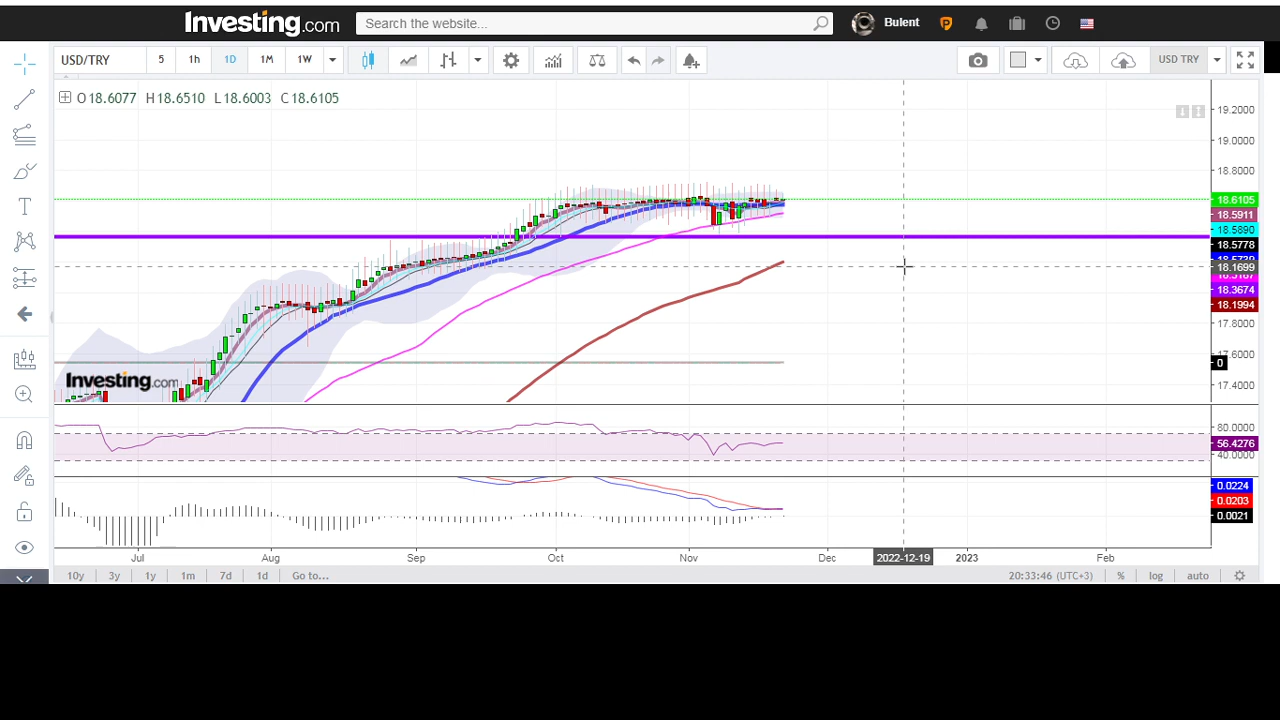 Investing.com
Search the website...
Bulent
USD/TRY 5 1h 1D 1M 1W
USD TRY
O18.6077 H18.6510 L18.6003 C18.6105
19.2000
19.0000
18.8000
18.6105
18.5911
18.5890
18.5778
18.1699
18.3674
18.1994
17.8000
17.6000
0
17.4000
Investing.com
80.0000
56.4276
40.0000
0.0224
0.0203
0.0021
Jul Aug Sep Oct Nov Dec 2022-12-19 2023 Feb
10y 3y 1y 1m 7d 1d Go to... 20:33:46 (UTC+3) % log auto